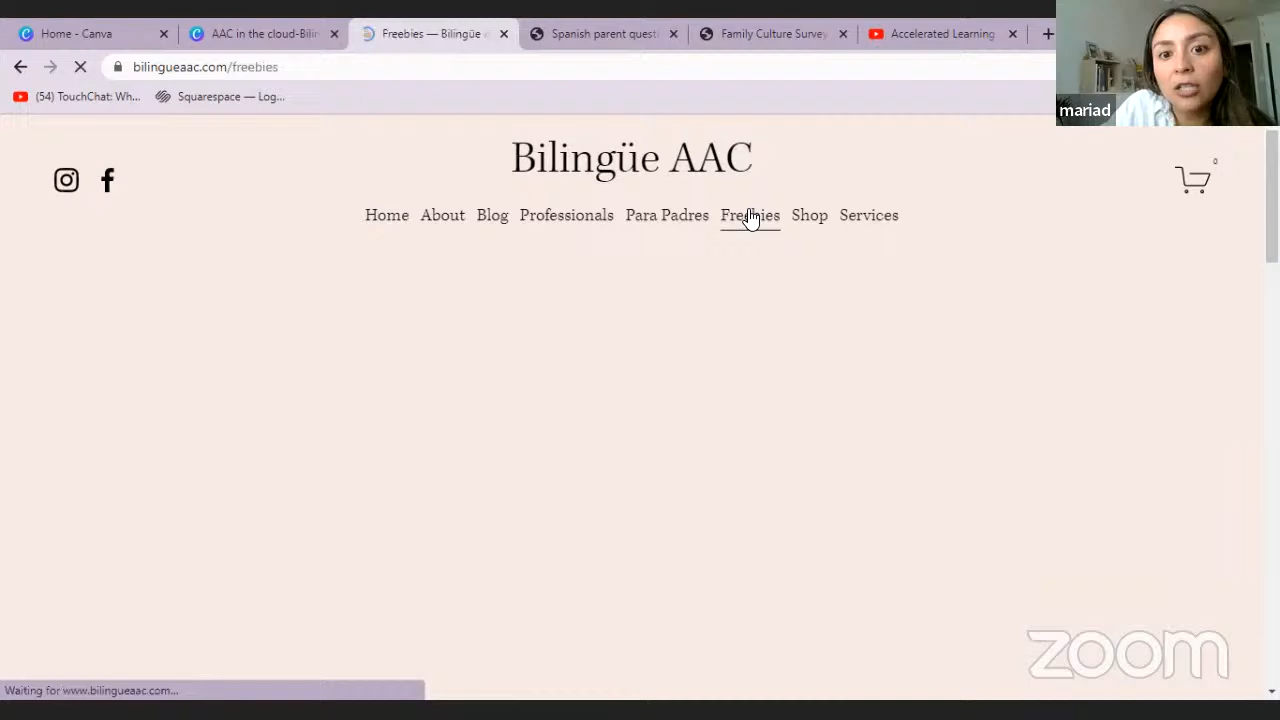 Home - Canva
AAC in the cloud-Bilin
Freebies — Bilingüe
Spanish parent quest
Family Culture Survey
Accelerated Learning
bilingueaac.com/freebies
(54) TouchChat: Wh...
Squarespace — Log...
mariad
Bilingüe AAC
0
Home About Blog Professionals Para Padres Freebies Shop Services
zoom
Waiting for www.bilingueaac.com...